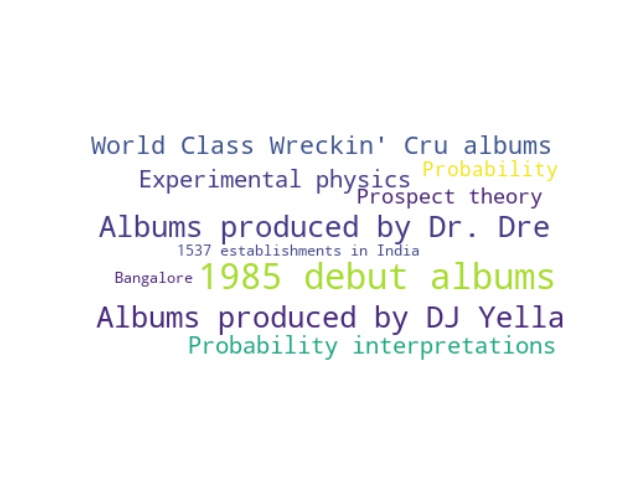 World Class Wreckin' Cru albums
Probability
Experimental physics
Prospect theory
Albums produced by Dr. Dre
1537 establishments in India
Bangalore 1985 debut albums
Albums produced by DJ Yella
Probability interpretations